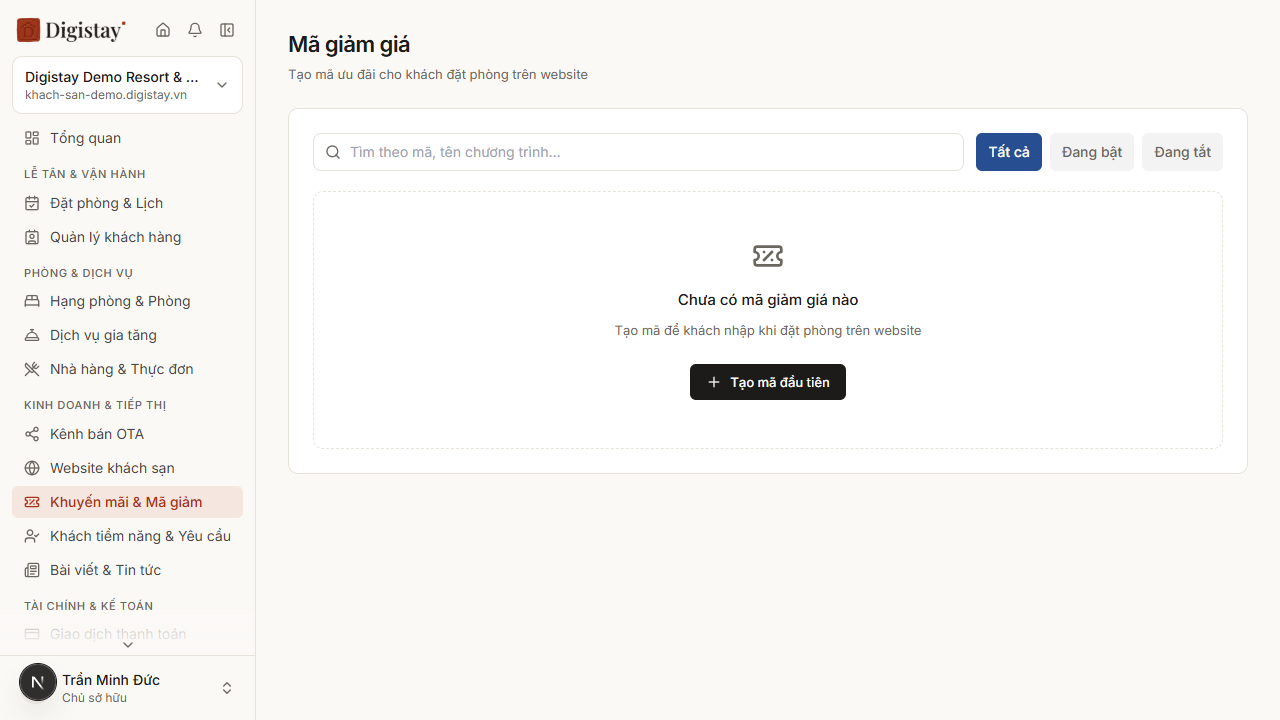 Digistay
Digistay Demo Resort & ...
khach-san-demo.digistay.vn
Tổng quan
LỄ TÂN & VẬN HÀNH
Đặt phòng & Lịch
Quản lý khách hàng
PHÒNG & DỊCH VỤ
Hạng phòng & Phòng
Dịch vụ gia tăng
Nhà hàng & Thực đơn
KINH DOANH & TIẾP THỊ
Kênh bán OTA
Website khách sạn
Khuyến mãi & Mã giảm
Khách tiềm năng & Yêu cầu
Bài viết & Tin tức
TÀI CHÍNH & KẾ TOÁN
Giao dịch thanh toán
N
Trần Minh Đức
Chủ sở hữu
Mã giảm giá
Tạo mã ưu đãi cho khách đặt phòng trên website
Tìm theo mã, tên chương trình...
Tất cả
Đang bật
Đang tắt
Chưa có mã giảm giá nào
Tạo mã để khách nhập khi đặt phòng trên website
Tạo mã đầu tiên